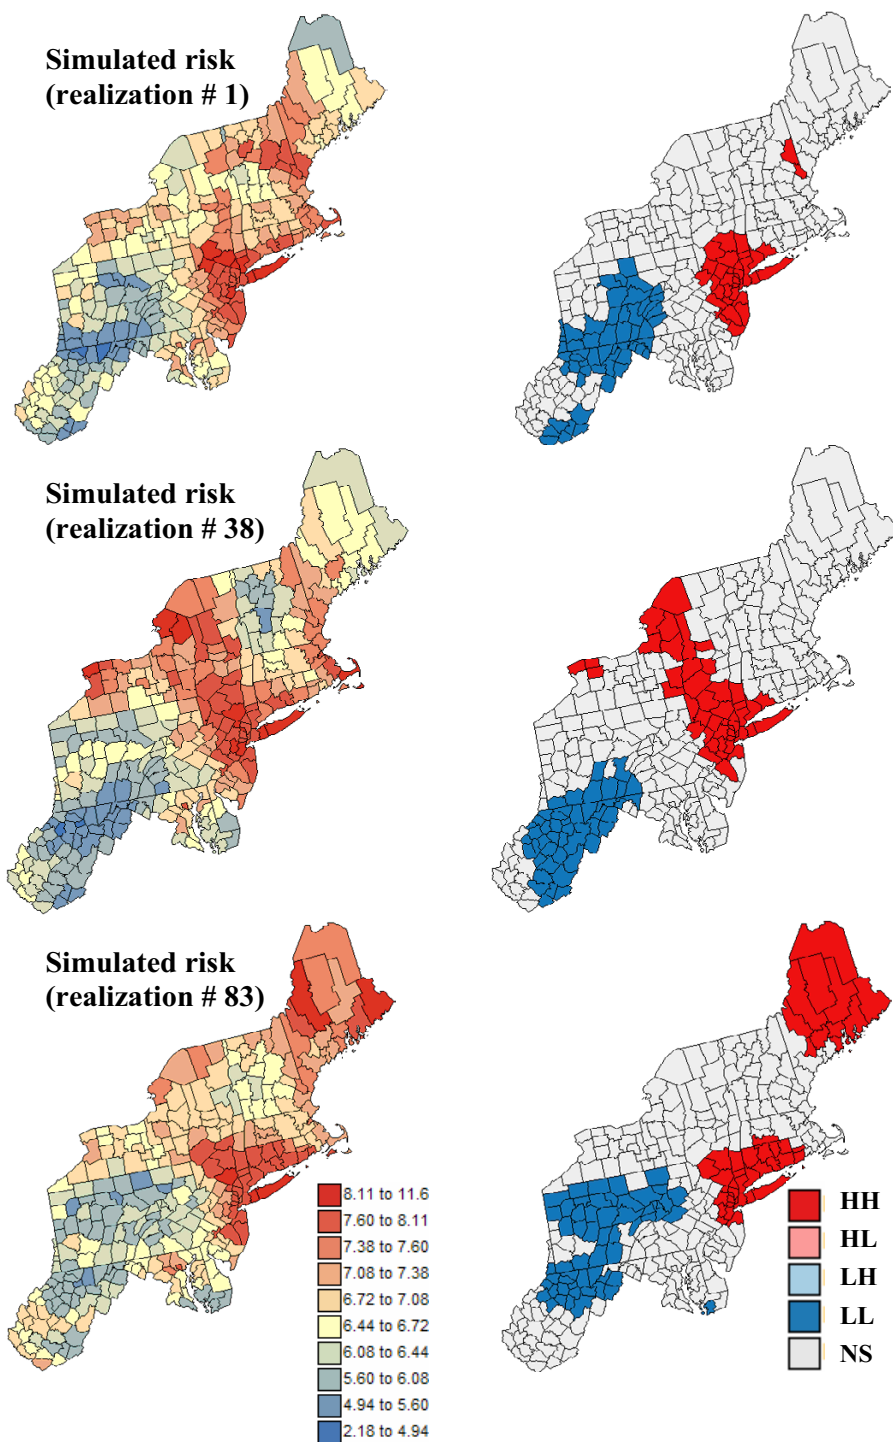 Simulated risk
(realization # 1)
Simulated risk
(realization # 38)
Simulated risk
(realization # 83)
8.11 to 11.6
7.60 to 8.11
7.38 to 7.60
7.08 to 7.38
6.72 to 7.08
6.44 to 6.72
6.08 to 6.44
5.60 to 6.08
4.94 to 5.60
2.18 to 4.94
HH
HL
LH
LL
NS